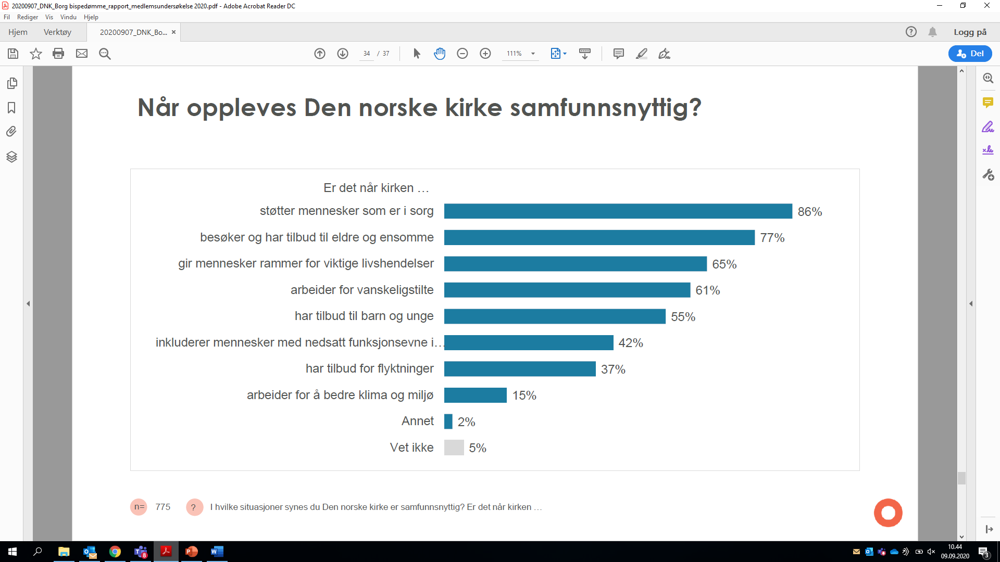 20200907_DNK_Borg bispedømme_rapport_medlemsundersøkelse 2020.pdf - Adobe Acrobat Reader DC
Fil Rediger Vis Vindu Hjelp
Hjem Verktøy 20200907_DNK_Bo... × Logg på
34 / 37 111% Del
Når oppleves Den norske kirke samfunnsnyttig?
Er det når kirken …
støtter mennesker som er i sorg 86%
besøker og har tilbud til eldre og ensomme 77%
gir mennesker rammer for viktige livshendelser 65%
arbeider for vanskeligstilte 61%
har tilbud til barn og unge 55%
inkluderer mennesker med nedsatt funksjonsevne i… 42%
har tilbud for flyktninger 37%
arbeider for å bedre klima og miljø 15%
Annet 2%
Vet ikke 5%
n= 775 ? I hvilke situasjoner synes du Den norske kirke er samfunnsnyttig? Er det når kirken …
10.44
09.09.2020
8
3